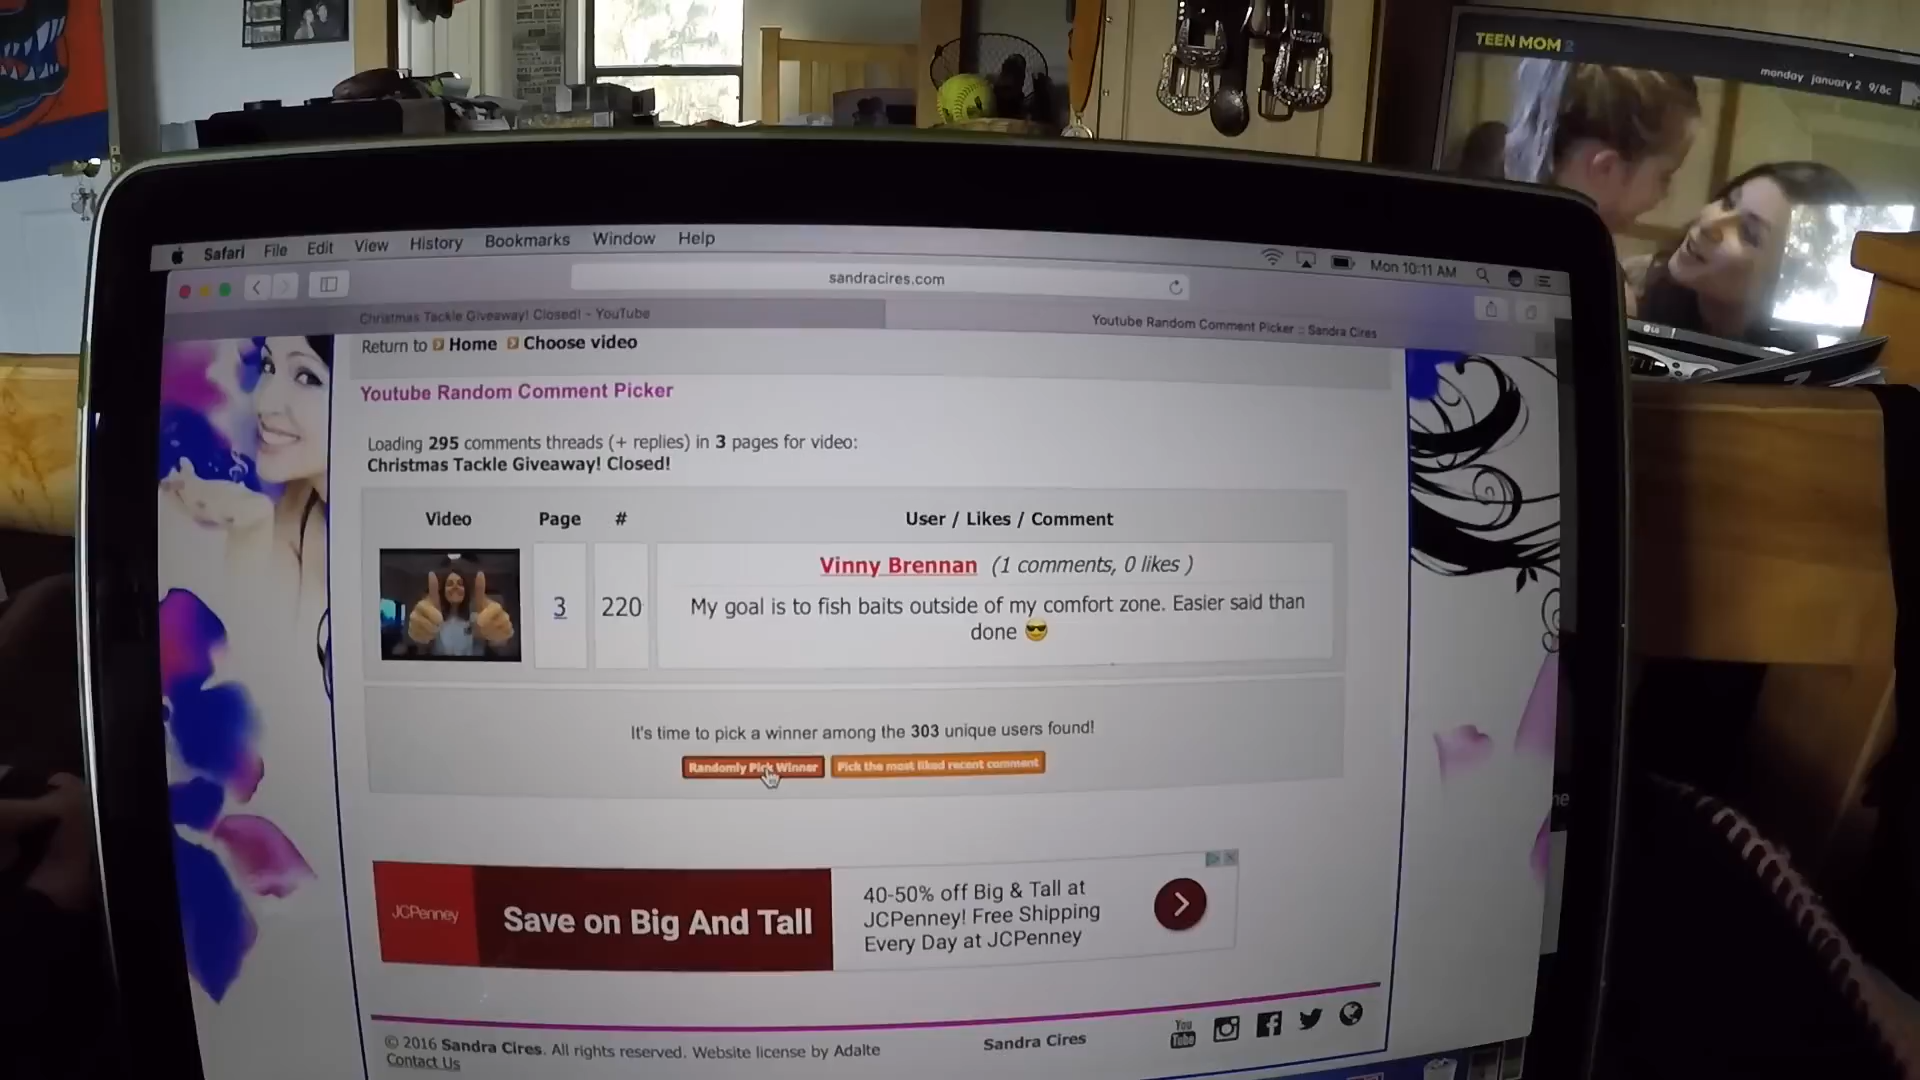 TEEN MOM 2
monday january 2 9/8c
Safari File Edit View History Bookmarks Window Help
Mon 10:11 AM
sandracires.com
Christmas Tackle Giveaway! Closed! - YouTube
Youtube Random Comment Picker :: Sandra Cires
Return to Home Choose video
Youtube Random Comment Picker
Loading 295 comments threads (+ replies) in 3 pages for video:
Christmas Tackle Giveaway! Closed!
Video Page # User / Likes / Comment
Vinny Brennan (1 comments, 0 likes )
3 220 My goal is to fish baits outside of my comfort zone. Easier said than
done 😎
It's time to pick a winner among the 303 unique users found!
Randomly Pick Winner Pick the most liked recent comment
JCPenney
Save on Big And Tall
40-50% off Big & Tall at
JCPenney! Free Shipping
Every Day at JCPenney
© 2016 Sandra Cires. All rights reserved. Website license by Adalte
Contact Us
Sandra Cires
You
Tube
LG